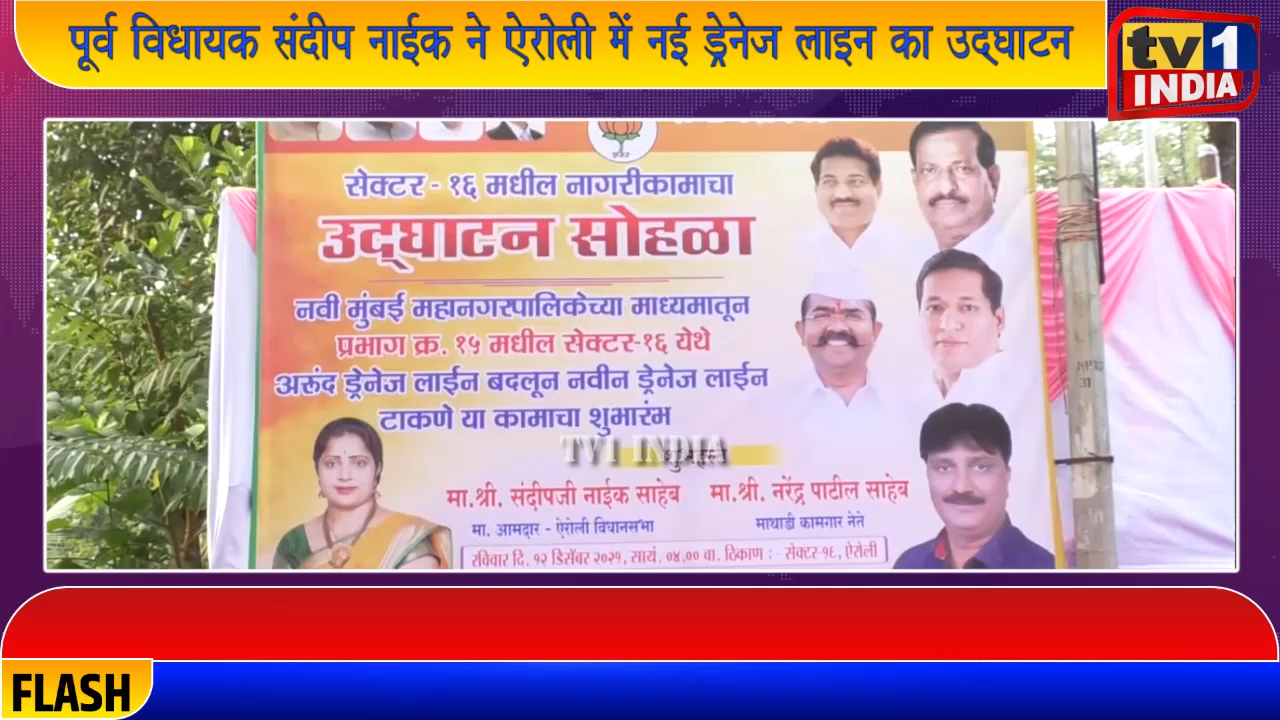 पूर्व विधायक संदीप नाईक ने ऐरोली में नई ड्रेनेज लाइन का उद्घाटन
tv1
INDIA
सेक्टर - १६ मधील नागरीकामाचा
उद्घाटन सोहळा
नवी मुंबई महानगरपालिकेच्या माध्यमातून
प्रभाग क्र. १५ मधील सेक्टर-१६ येथे
अरुंद ड्रेनेज लाईन बदलून नवीन ड्रेनेज लाईन
टाकणे या कामाचा शुभारंभ
TV1 INDIA
मा.श्री. संदीपजी नाईक साहेब
मा.श्री. नरेंद्र पाटील साहेब
मा. आमदार - ऐरोली विधानसभा
माथाडी कामगार नेते
रविवार दि. १२ डिसेंबर २०२१, सायं. ०४.०० वा. ठिकाण :- सेक्टर-१६, ऐरोली
FLASH